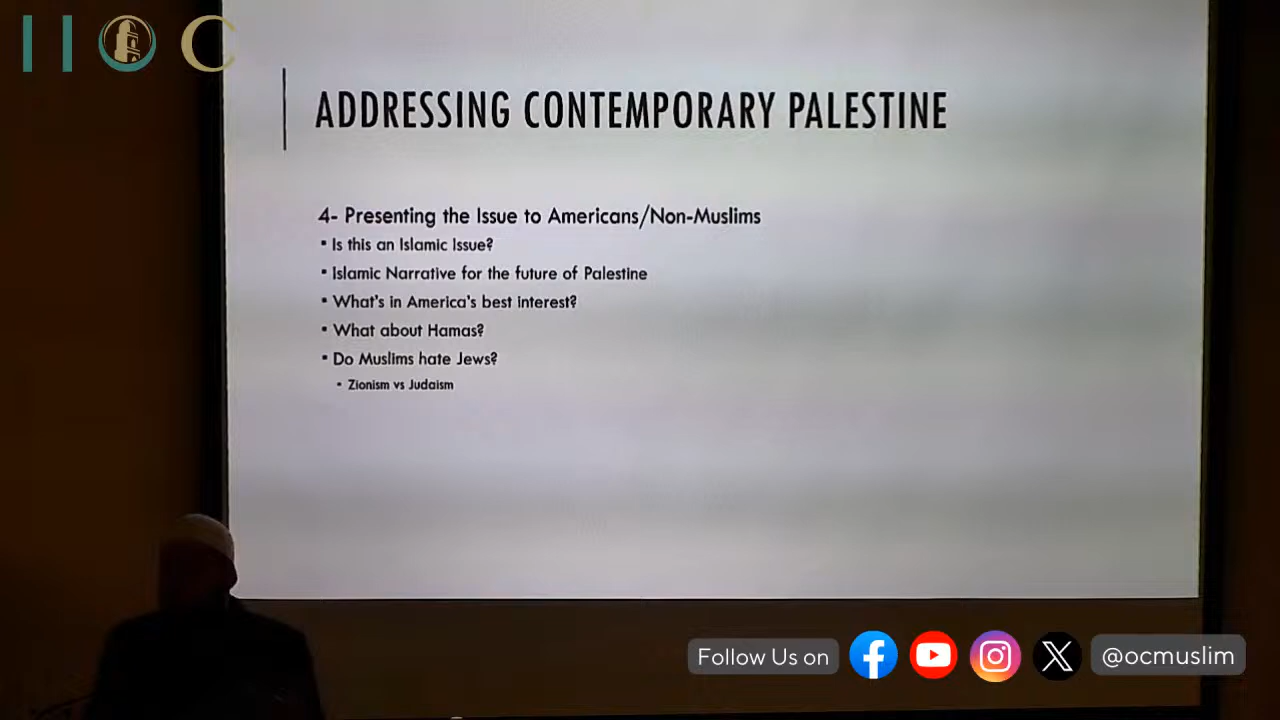 IIOC
ADDRESSING CONTEMPORARY PALESTINE
4- Presenting the Issue to Americans/Non-Muslims
▪ Is this an Islamic Issue?
▪ Islamic Narrative for the future of Palestine
▪ What's in America's best interest?
▪ What about Hamas?
▪ Do Muslims hate Jews?
▪ Zionism vs Judaism
Follow Us on
@ocmuslim